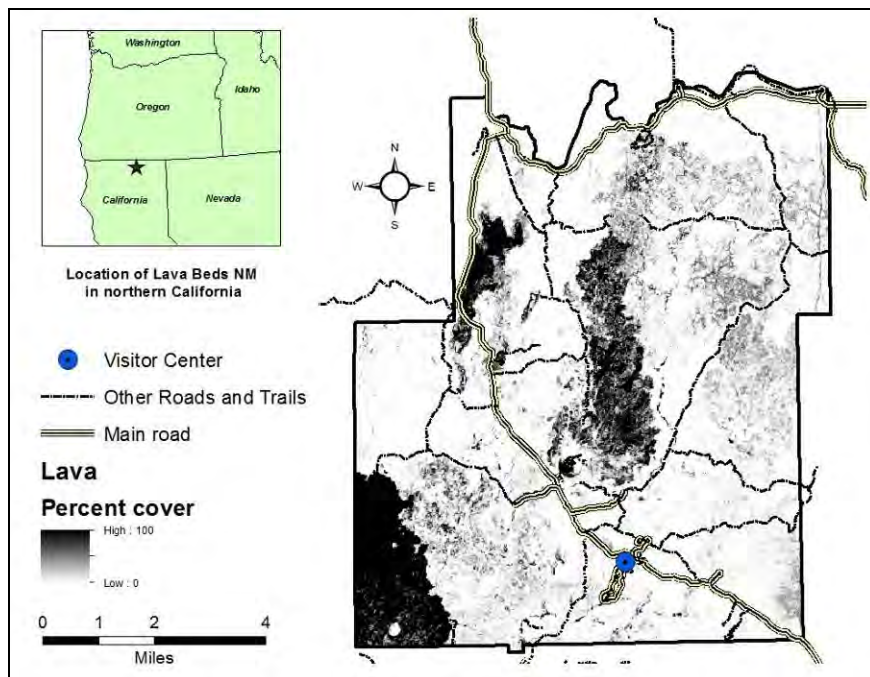 Washington
Oregon
Idaho
California
Nevada
Location of Lava Beds NM
in northern California
N
W
E
S
Visitor Center
Other Roads and Trails
Main road
Lava
Percent cover
High : 100
Low : 0
0 1 2 4
Miles